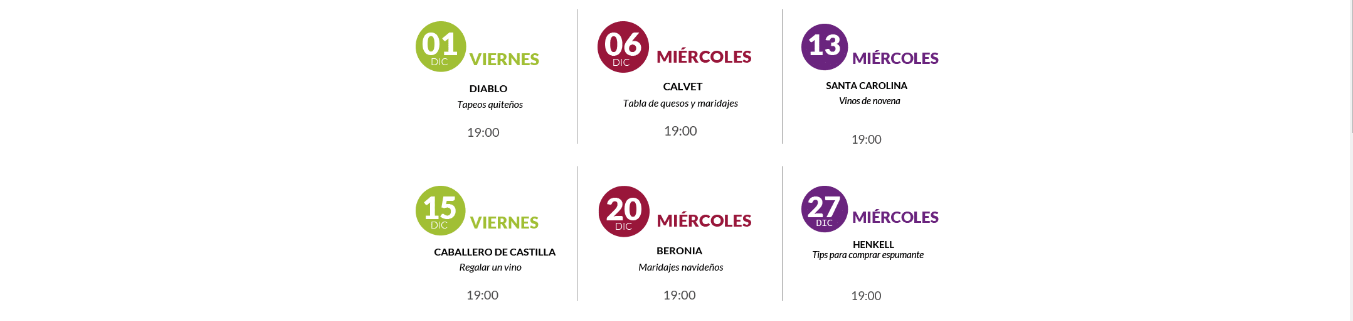 01
DIC
VIERNES
DIABLO
Tapeos quiteños
19:00
06
DIC
MIÉRCOLES
CALVET
Tabla de quesos y maridajes
19:00
13
MIÉRCOLES
SANTA CAROLINA
Vinos de novena
19:00
15
DIC
VIERNES
CABALLERO DE CASTILLA
Regalar un vino
19:00
20
DIC
MIÉRCOLES
BERONIA
Maridajes navideños
19:00
27
DIC
MIÉRCOLES
HENKELL
Tips para comprar espumante
19:00